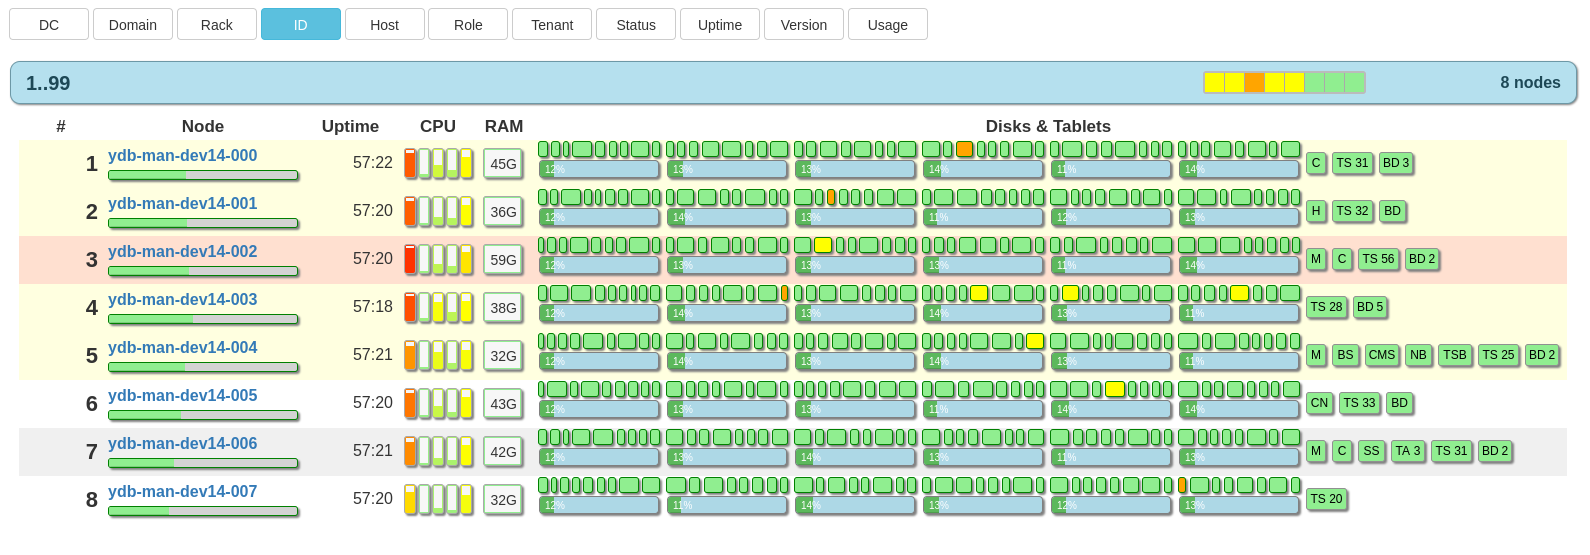 DC Domain Rack ID Host Role Tenant Status Uptime Version Usage
1..99 8 nodes
# Node Uptime CPU RAM Disks & Tablets
1 ydb-man-dev14-000 57:22 45G 12% 13% 13% 14% 11% 14% C TS 31 BD 3
2 ydb-man-dev14-001 57:20 36G 12% 14% 13% 11% 12% 13% H TS 32 BD
3 ydb-man-dev14-002 57:20 59G 12% 13% 13% 13% 11% 14% M C TS 56 BD 2
4 ydb-man-dev14-003 57:18 38G 12% 14% 13% 14% 13% 11% TS 28 BD 5
5 ydb-man-dev14-004 57:21 32G 12% 14% 13% 14% 13% 11% M BS CMS NB TSB TS 25 BD 2
6 ydb-man-dev14-005 57:20 43G 12% 13% 13% 11% 14% 14% CN TS 33 BD
7 ydb-man-dev14-006 57:21 42G 12% 13% 14% 13% 11% 13% M C SS TA 3 TS 31 BD 2
8 ydb-man-dev14-007 57:20 32G 12% 11% 14% 13% 12% 13% TS 20